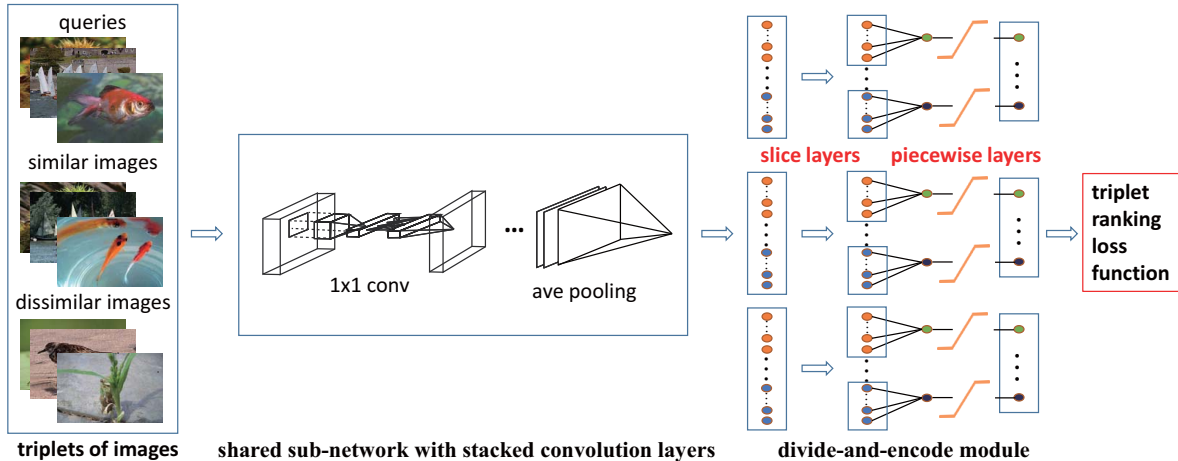 queries
similar images
dissimilar images
triplets of images
1x1 conv
...
ave pooling
shared sub-network with stacked convolution layers
slice layers
piecewise layers
divide-and-encode module
triplet
ranking
loss
function